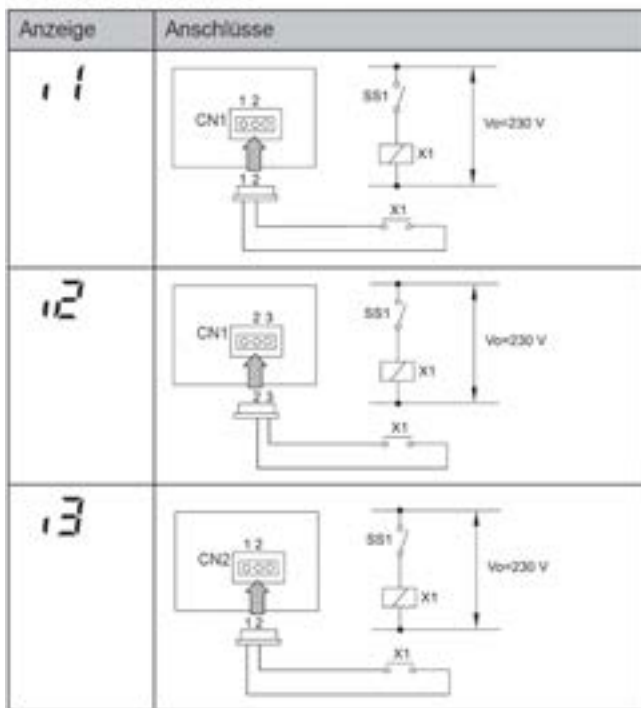 Anzeige Anschlüsse
i1
1 2
SS1
CN1
Vo=230 V
X1
1 2
X1
i2
2 3
SS1
CN1
Vo=230 V
X1
2 3
X1
i3
1 2
SS1
CN2
Vo=230 V
X1
1 2
X1